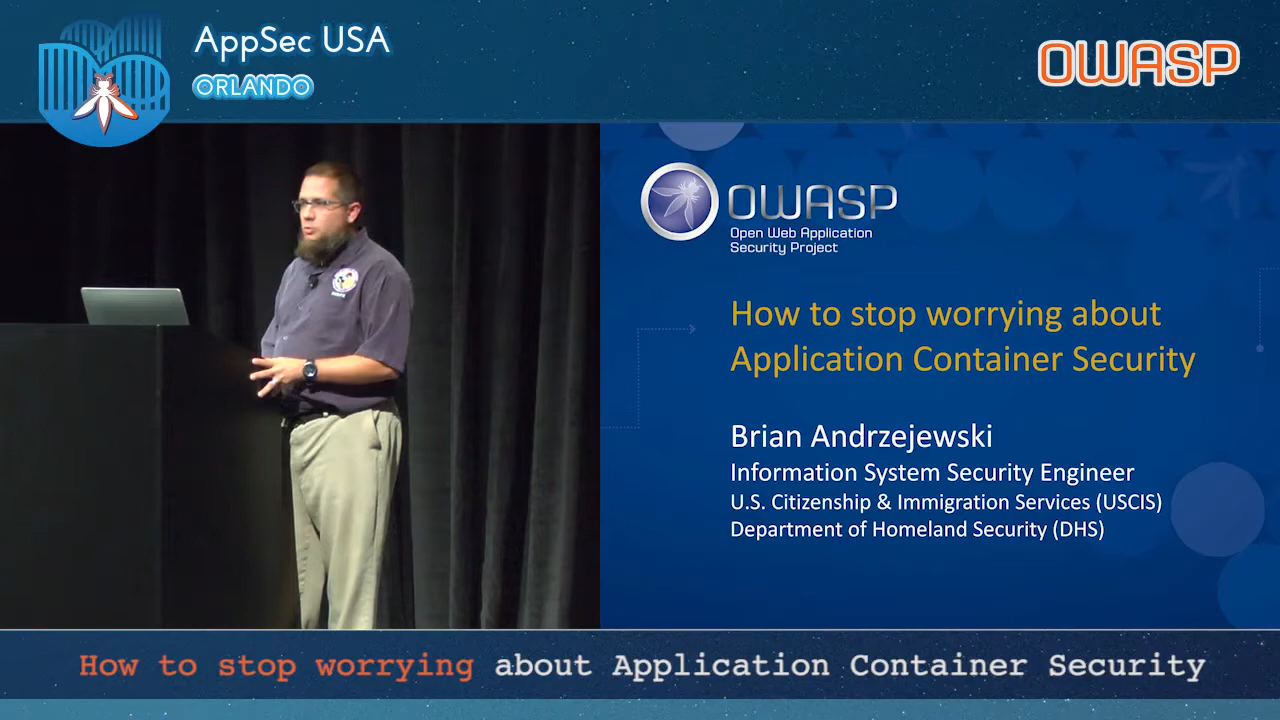 AppSec USA
ORLANDO
OWASP
OWASP
Open Web Application
Security Project
How to stop worrying about
Application Container Security
Brian Andrzejewski
Information System Security Engineer
U.S. Citizenship & Immigration Services (USCIS)
Department of Homeland Security (DHS)
How to stop worrying about Application Container Security